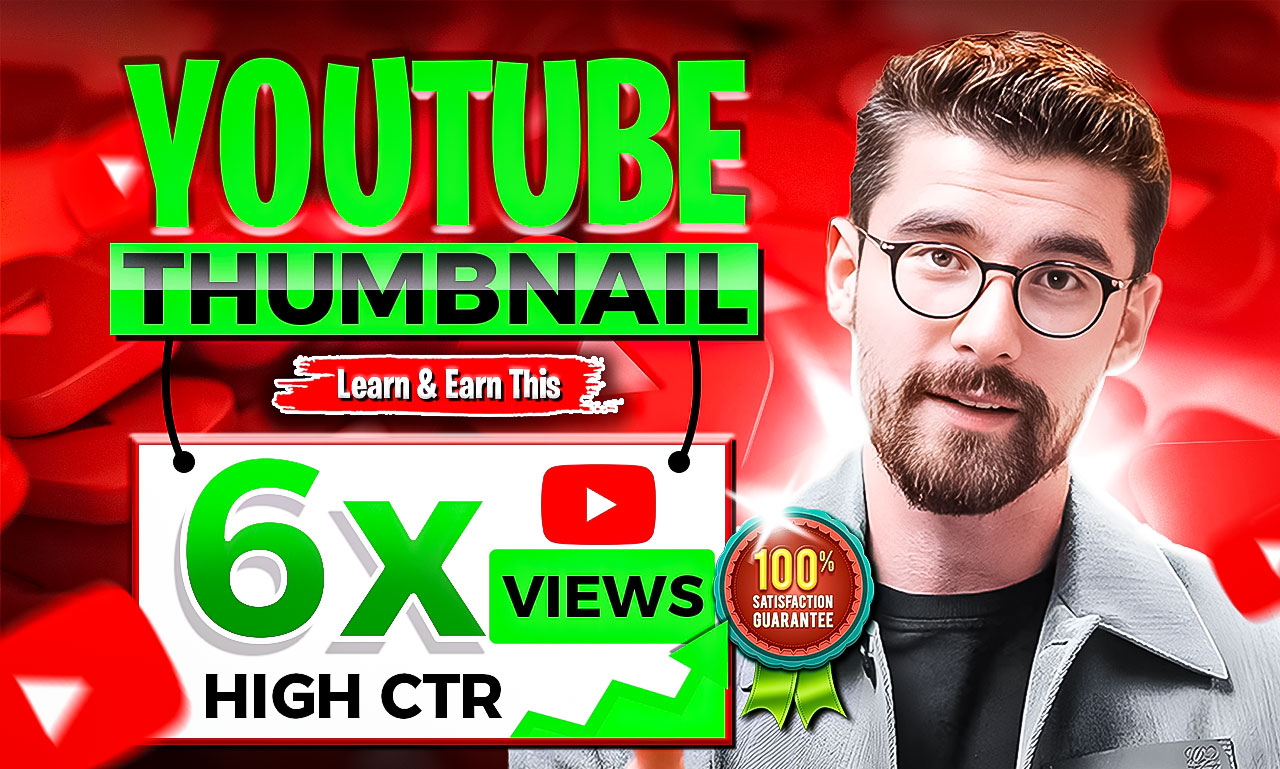 YOUTUBE
THUMBNAIL
Learn & Earn This
6x
VIEWS
HIGH CTR
100%
SATISFACTION
GUARANTEE